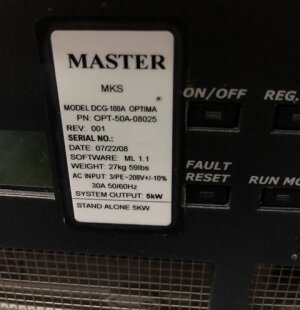 MASTER
MKS
MODEL DCG-100A OPTIMA
PN: OPT-50A-08025
REV: 001
SERIAL NO.:
DATE: 07/22/08
SOFTWARE: ML 1.1
WEIGHT: 27kg 59lbs
AC INPUT: 3/PE~208V+/-10%
30A 50/60Hz
SYSTEM OUTPUT: 5kW
STAND ALONE 5KW
ON/OFF
REG.
FAULT
RESET
RUN MO